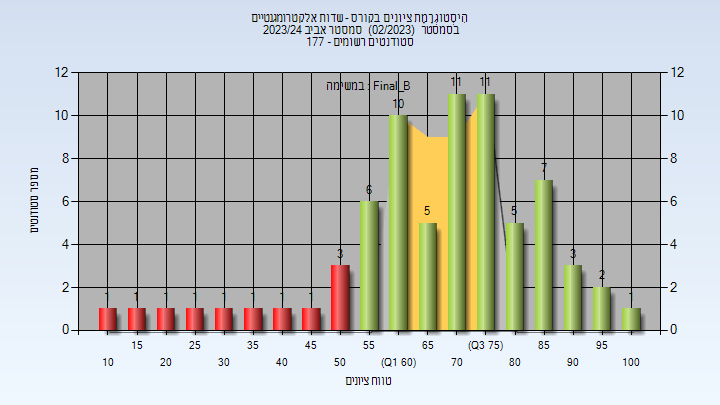 היסטוגרמת ציונים בקורס - שדות אלקטרומגנטיים
בסמסטר (02/2023) סמסטר אביב 2023/24
סטודנטים רשומים - 177
במשימה : Final_B
מספר סטודנטים
12 12
10 10
8 8
6 6
4 4
2 2
0 0
1 1 1 1 1 1 1 1 3 6 10 5 11 11 5 7 3 2 1
15 25 35 45 55 65 (Q3 75) 85 95
10 20 30 40 50 (Q1 60) 70 80 90 100
טווח ציונים